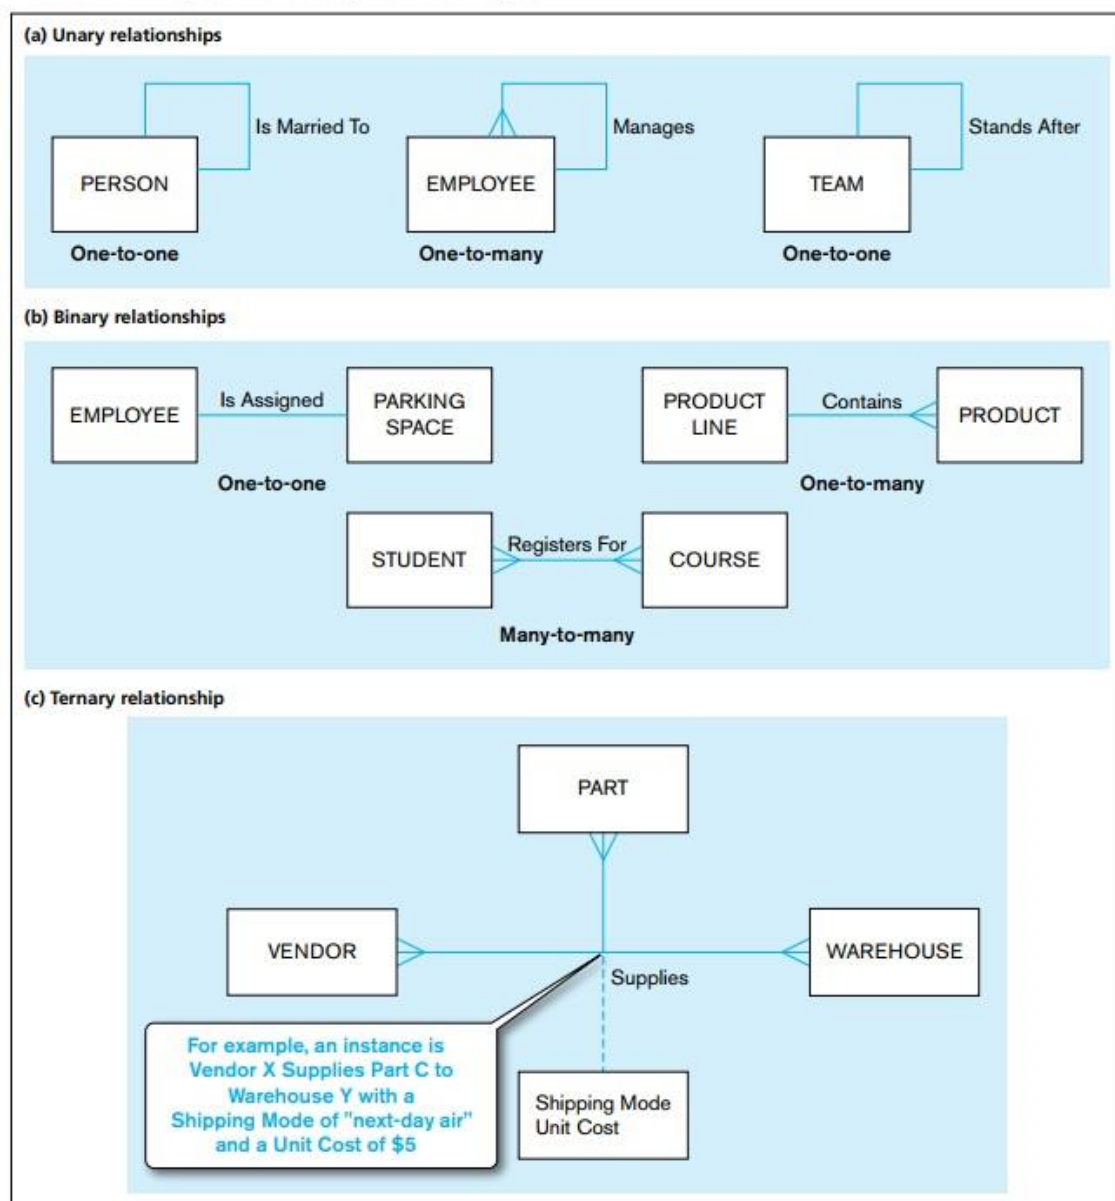 (a) Unary relationships
Is Married To
Manages
Stands After
PERSON
EMPLOYEE
TEAM
One-to-one
One-to-many
One-to-one
(b) Binary relationships
EMPLOYEE
Is Assigned
PARKING
SPACE
PRODUCT
LINE
Contains
PRODUCT
One-to-one
One-to-many
STUDENT
Registers For
COURSE
Many-to-many
(c) Ternary relationship
PART
VENDOR
WAREHOUSE
Supplies
For example, an instance is
Vendor X Supplies Part C to
Warehouse Y with a
Shipping Mode of "next-day air"
and a Unit Cost of $5
Shipping Mode
Unit Cost